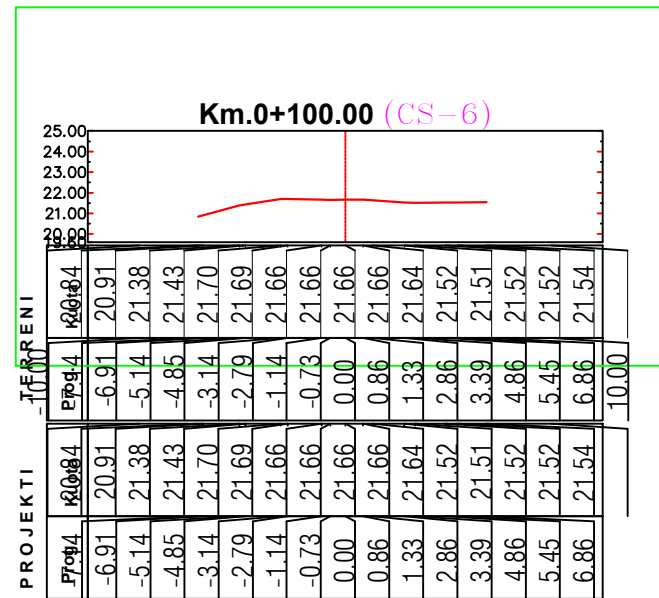 Km.0+100.00 (CS-6)
25.00
24.00
23.00
22.00
21.00
20.00
19.60
TERRENI
Kuota
20.84 20.91 21.38 21.43 21.70 21.69 21.66 21.66 21.66 21.66 21.64 21.52 21.51 21.52 21.52 21.54
Prog.
-10.00 -6.91 -5.14 -4.85 -3.14 -2.79 -1.14 -0.73 0.00 0.86 1.33 2.86 3.39 4.86 5.45 6.86 10.00
PROJEKTI
Kuota
20.84 20.91 21.38 21.43 21.70 21.69 21.66 21.66 21.66 21.66 21.64 21.52 21.51 21.52 21.52 21.54
Prog.
-6.91 -5.14 -4.85 -3.14 -2.79 -1.14 -0.73 0.00 0.86 1.33 2.86 3.39 4.86 5.45 6.86